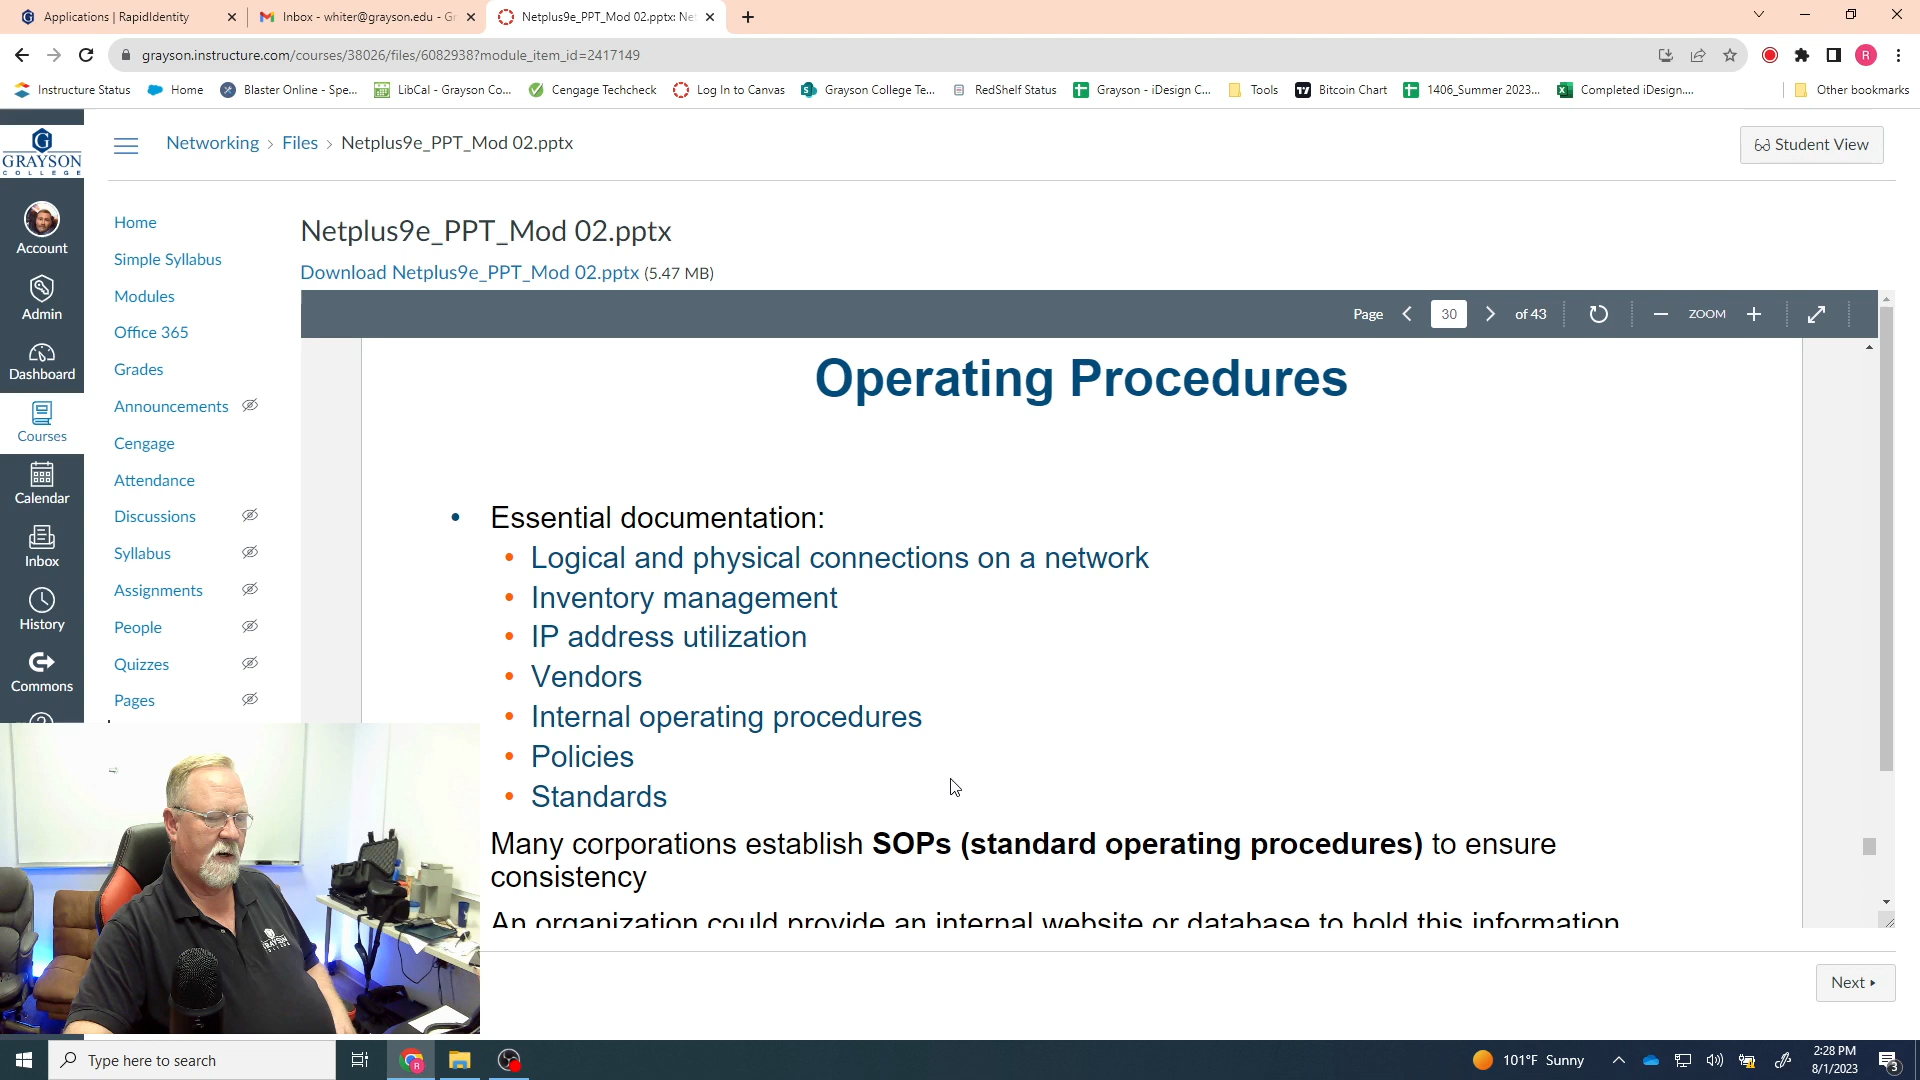 Applications | RapidIdentity
Inbox - whiter@grayson.edu - Gr
Netplus9e_PPT_Mod 02.pptx: Net
grayson.instructure.com/courses/38026/files/6082938?module_item_id=2417149
R
Instructure Status
Home
Blaster Online - Spe...
LibCal - Grayson Co...
Cengage Techcheck
Log In to Canvas
Grayson College Te...
RedShelf Status
Grayson - iDesign C...
Tools
Bitcoin Chart
1406_Summer 2023...
Completed iDesign....
Other bookmarks
GRAYSON
COLLEGE
Networking › Files › Netplus9e_PPT_Mod 02.pptx
Student View
Account
Admin
Dashboard
Courses
Calendar
Inbox
History
Commons
Home
Simple Syllabus
Modules
Office 365
Grades
Announcements
Cengage
Attendance
Discussions
Syllabus
Assignments
People
Quizzes
Pages
Netplus9e_PPT_Mod 02.pptx
Download Netplus9e_PPT_Mod 02.pptx (5.47 MB)
Page 30 of 43 ZOOM
Operating Procedures
• Essential documentation:
• Logical and physical connections on a network
• Inventory management
• IP address utilization
• Vendors
• Internal operating procedures
• Policies
• Standards
Many corporations establish SOPs (standard operating procedures) to ensure
consistency
An organization could provide an internal website or database to hold this information
GRAYSON
Next
Type here to search
101°F Sunny
2:28 PM
8/1/2023
3